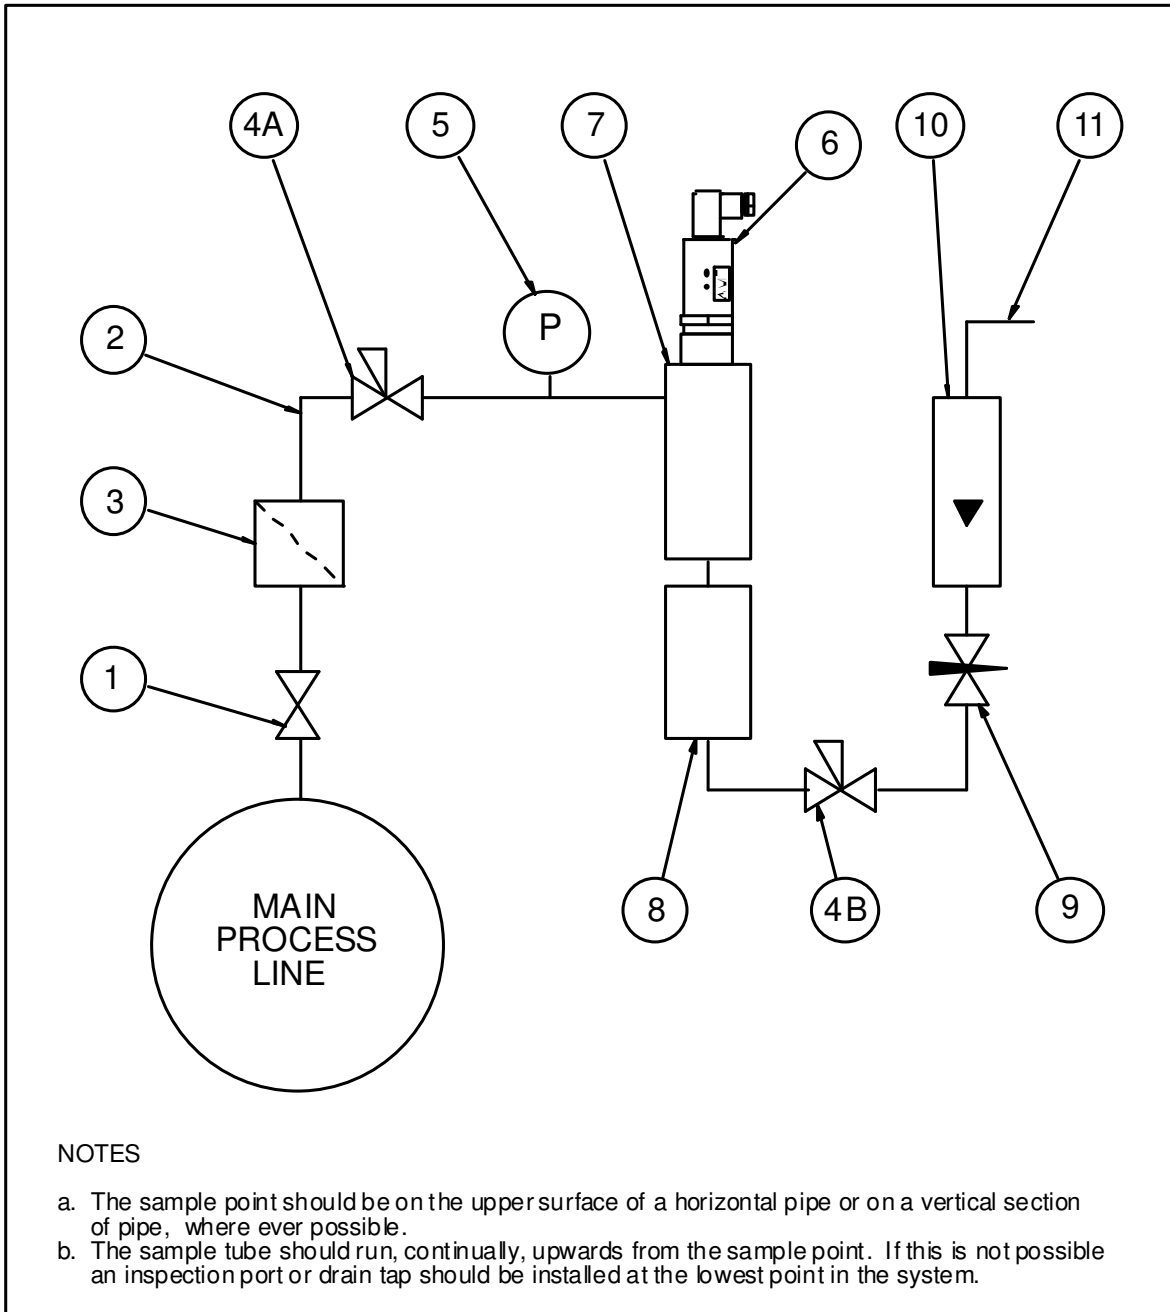 4A
5
7
6
10
11
P
2
3
1
8
4B
9
MAIN
PROCESS
LINE
NOTES
a. The sample point should be on the upper surface of a horizontal pipe or on a vertical section
of pipe, where ever possible.
b. The sample tube should run, continually, upwards from the sample point. If this is not possible
an inspection port or drain tap should be installed at the lowest point in the system.